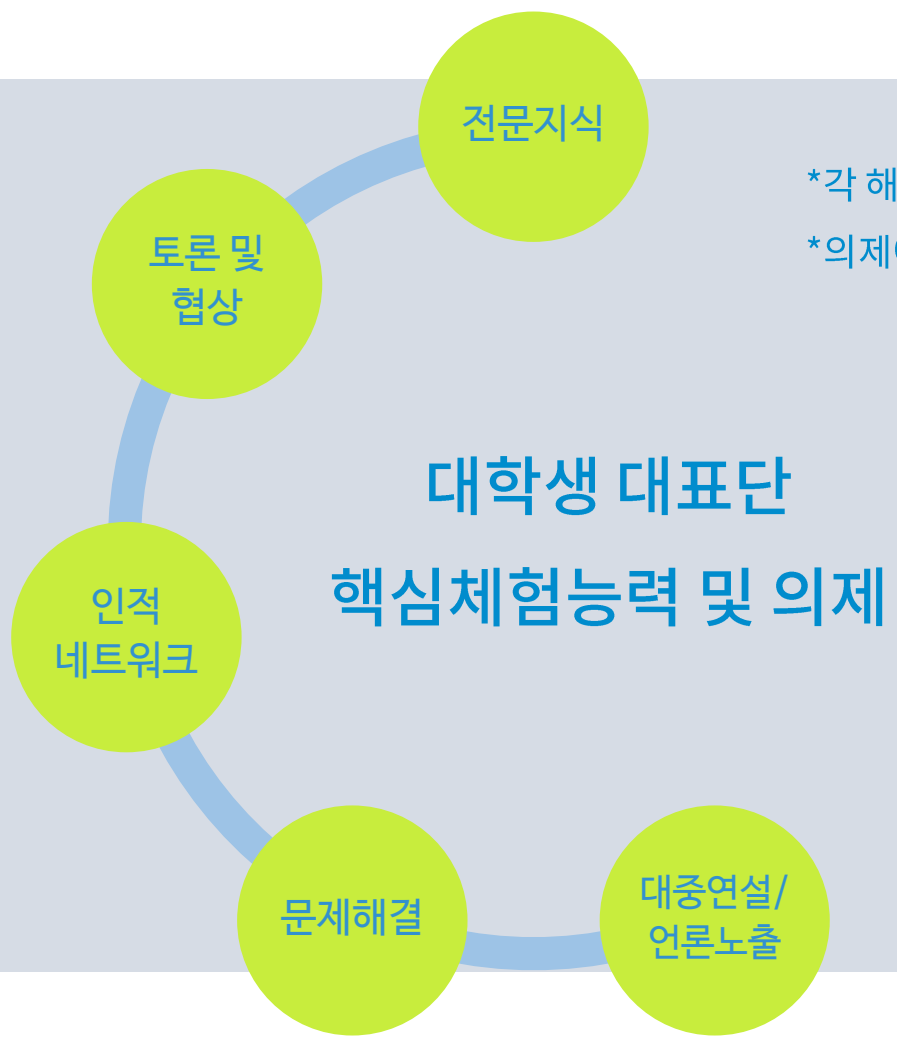 전문지식
*각 해
*의제
토론 및
협상
대학생 대표단
핵심체험능력 및 의제
인적
네트워크
문제해결
대중연설/
언론노출